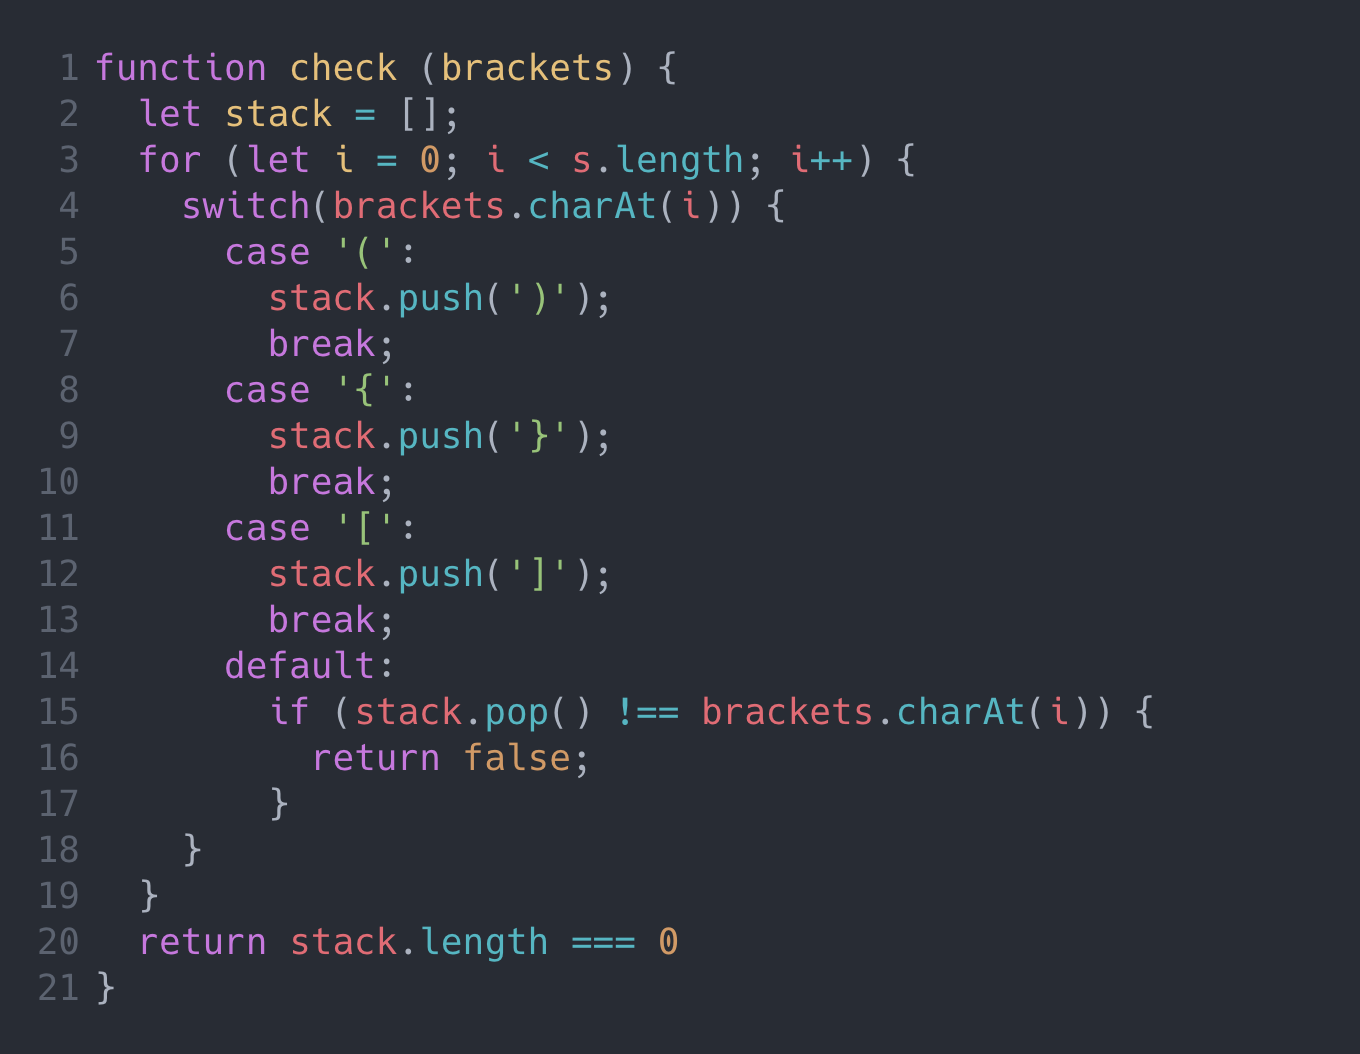 1 function check (brackets) {
2   let stack = [];
3   for (let i = 0; i < s.length; i++) {
4     switch(brackets.charAt(i)) {
5       case '(':
6         stack.push(')');
7         break;
8       case '{':
9         stack.push('}');
10         break;
11       case '[':
12         stack.push(']');
13         break;
14       default:
15         if (stack.pop() !== brackets.charAt(i)) {
16           return false;
17         }
18     }
19   }
20   return stack.length === 0
21 }